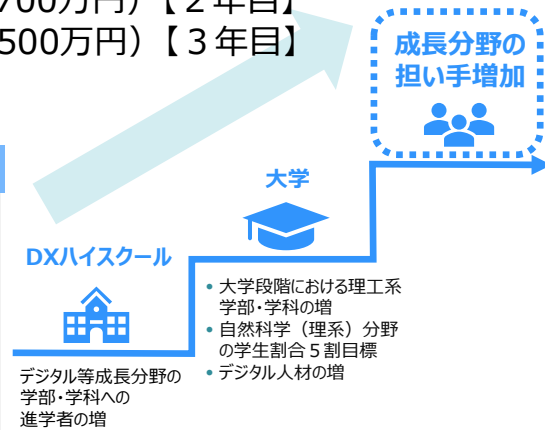 700万円）【２年目】
500万円）【３年目】
成長分野の
担い手増加
大学
DXハイスクール
• 大学段階における理工系
学部・学科の増
• 自然科学（理系）分野
の学生割合５割目標
• デジタル人材の増
デジタル等成長分野の
学部・学科への
進学者の増